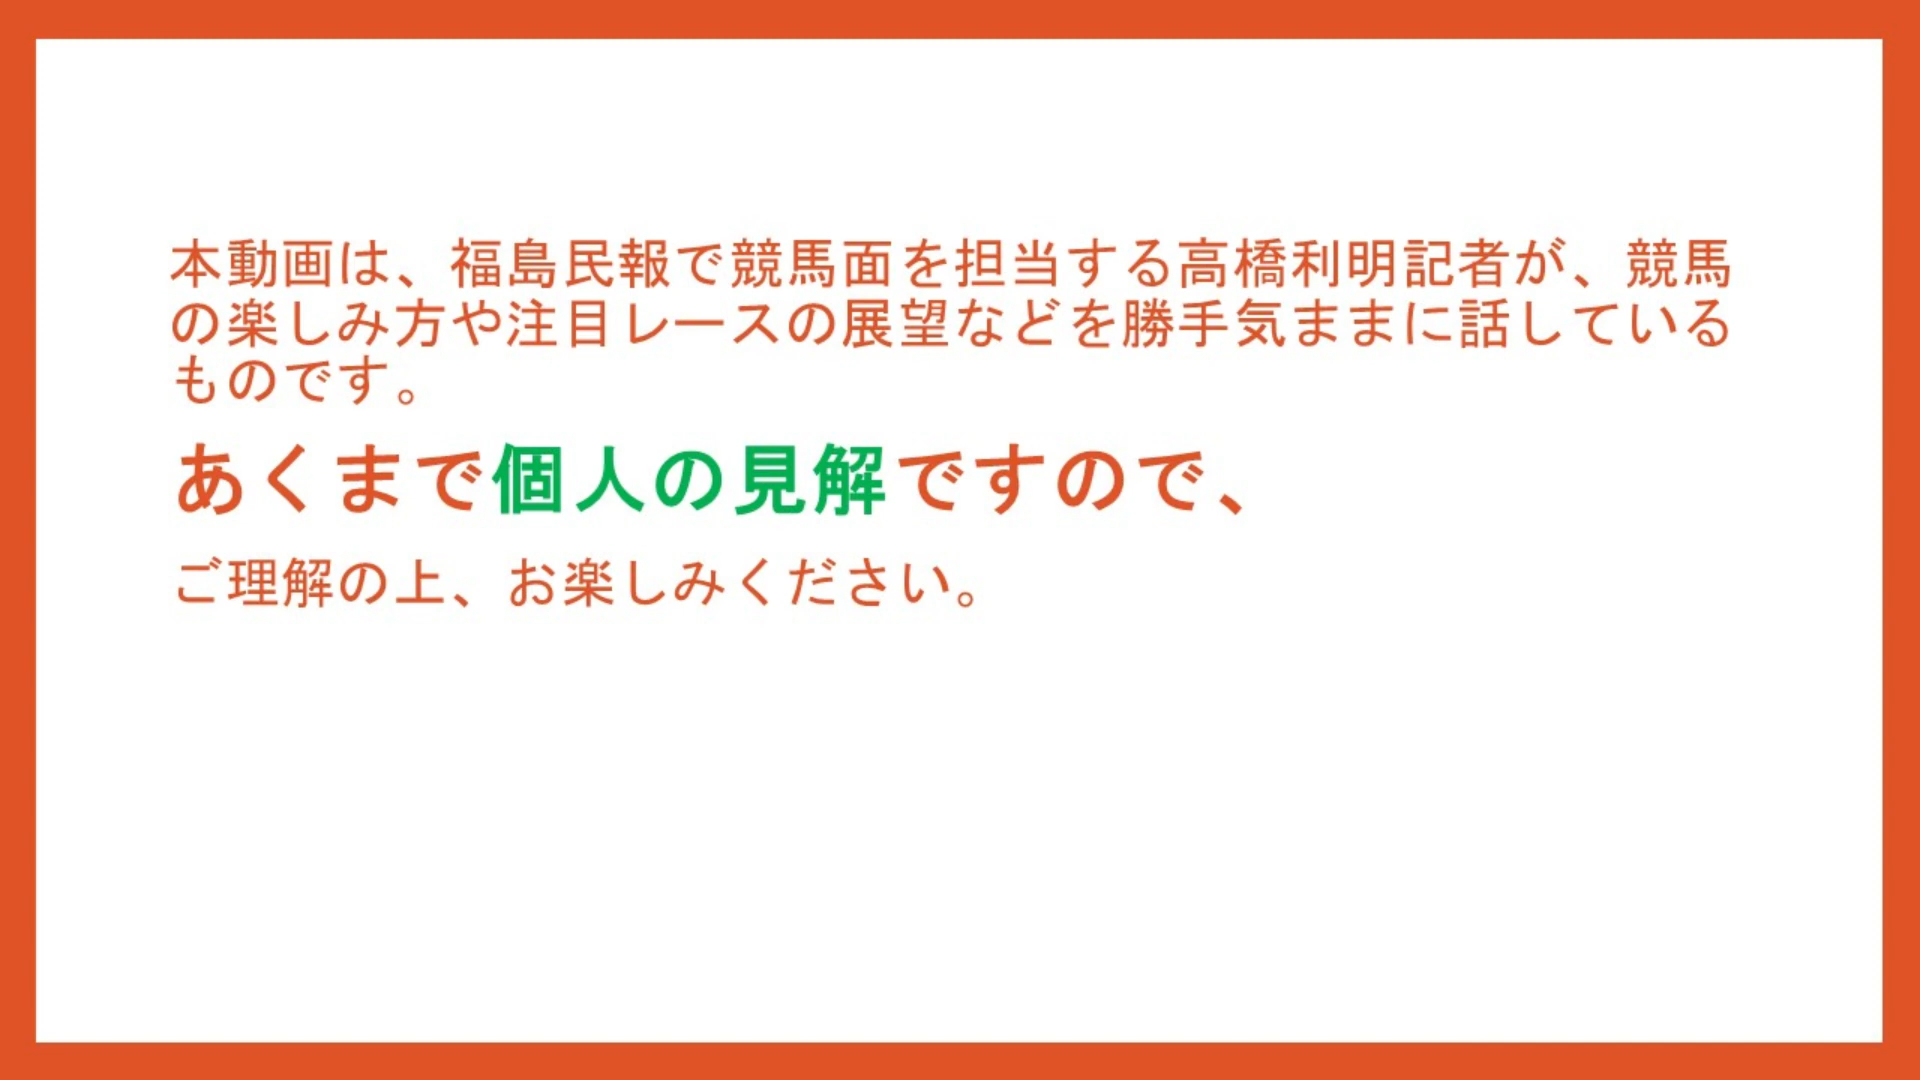 本動画は、福島民報で競馬面を担当する高橋利明記者が、競馬
の楽しみ方や注目レースの展望などを勝手気ままに話している
ものです。
あくまで個人の見解ですので、
ご理解の上、お楽しみください。